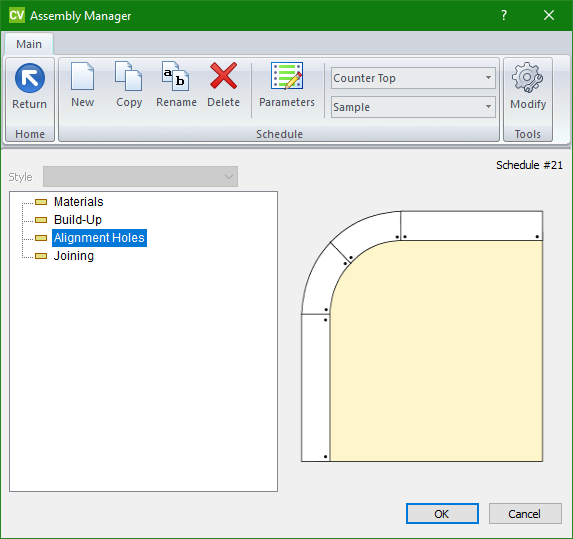 CV Assembly Manager ?
Main
Return
New
Copy
a b
Rename
Delete
Parameters
Counter Top
Sample
Modify
Home
Schedule
Tools
Schedule #21
Style
Materials
Build-Up
Alignment Holes
Joining
OK
Cancel